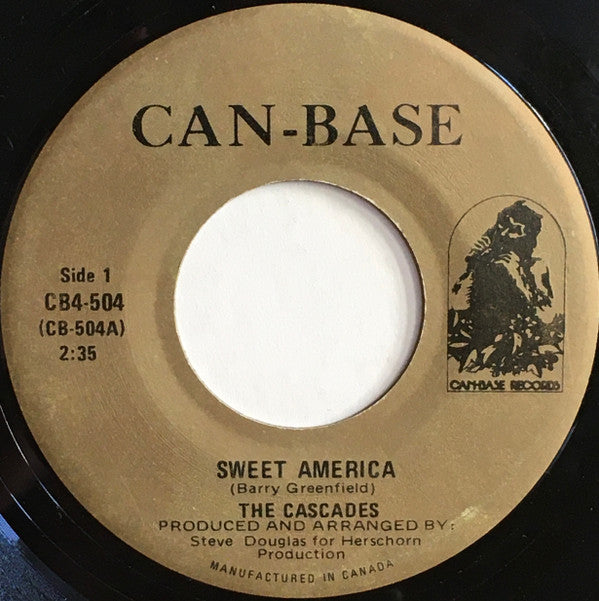 CAN-BASE
Side 1
CB4-504
(CB-504A)
2:35
CAN-BASE RECORDS
SWEET AMERICA
(Barry Greenfield)
THE CASCADES
PRODUCED AND ARRANGED BY:
Steve Douglas for Herschorn
Production
MANUFACTURED IN CANADA